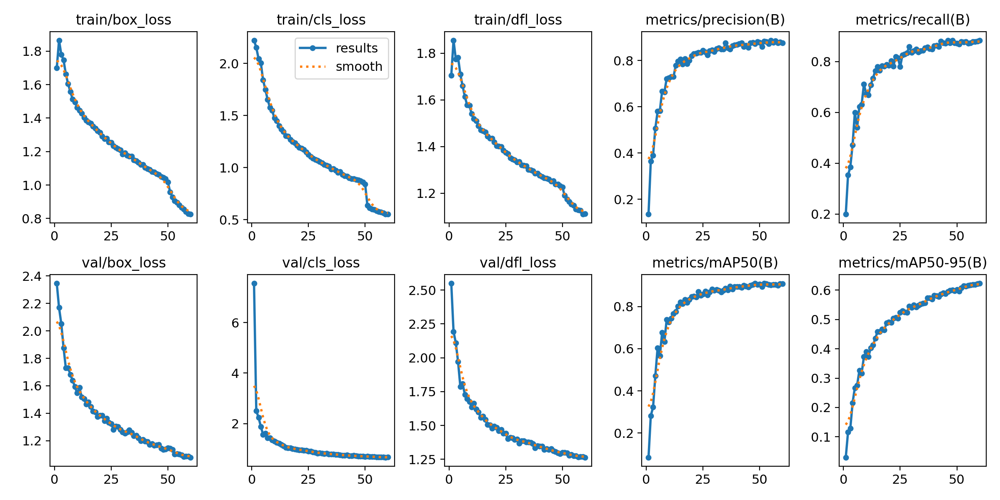 train/box_loss
1.8
1.6
1.4
1.2
1.0
0.8
0 25 50
train/cls_loss
results
smooth
2.0
1.5
1.0
0.5
0 25 50
train/dfl_loss
1.8
1.6
1.4
1.2
0 25 50
metrics/precision(B)
0.8
0.6
0.4
0.2
0 25 50
metrics/recall(B)
0.8
0.6
0.4
0.2
0 25 50
val/box_loss
2.4
2.2
2.0
1.8
1.6
1.4
1.2
0 25 50
val/cls_loss
6
4
2
0 25 50
val/dfl_loss
2.50
2.25
2.00
1.75
1.50
1.25
0 25 50
metrics/mAP50(B)
0.8
0.6
0.4
0.2
0 25 50
metrics/mAP50-95(B)
0.6
0.5
0.4
0.3
0.2
0.1
0 25 50